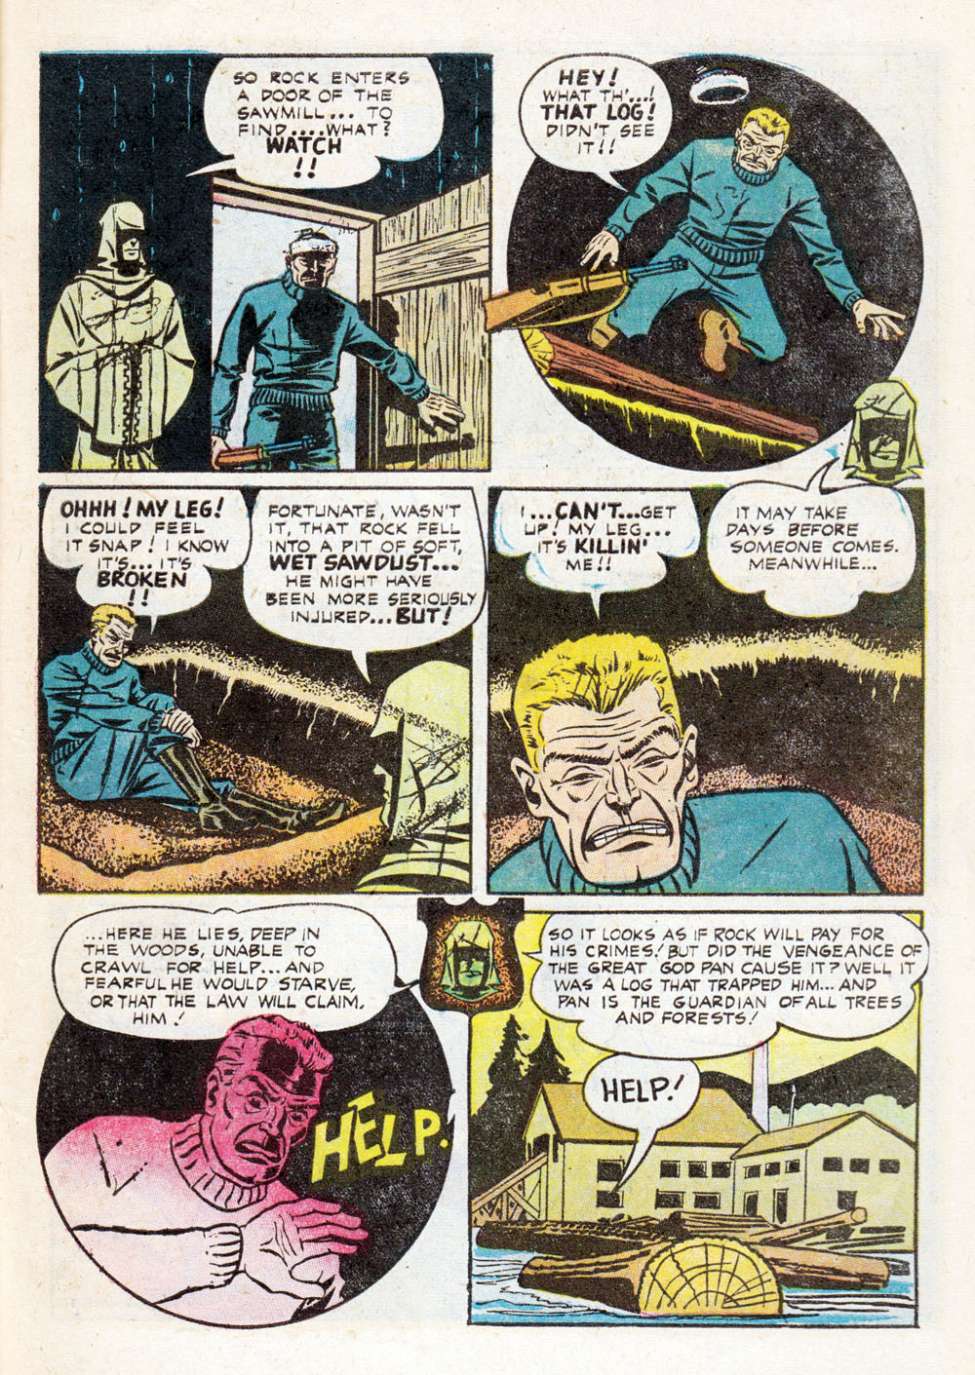 SO ROCK ENTERS
A DOOR OF THE
SAWMILL... TO
FIND....WHAT?
WATCH
!!
HEY!
WHAT TH'...!
THAT LOG!
DIDN'T SEE
IT!!
OHHH! MY LEG!
I COULD FEEL
IT SNAP! I KNOW
IT'S... IT'S
BROKEN
!!
FORTUNATE, WASN'T
IT, THAT ROCK FELL
INTO A PIT OF SOFT,
WET SAWDUST...
HE MIGHT HAVE
BEEN MORE SERIOUSLY
INJURED... BUT!
I...CAN'T...GET
UP! MY LEG...
IT'S KILLIN'
ME!!
IT MAY TAKE
DAYS BEFORE
SOMEONE COMES.
MEANWHILE...
...HERE HE LIES, DEEP IN
THE WOODS, UNABLE TO
CRAWL FOR HELP... AND
FEARFUL HE WOULD STARVE,
OR THAT THE LAW WILL CLAIM,
HIM!
HELP!
SO IT LOOKS AS IF ROCK WILL PAY FOR
HIS CRIMES! BUT DID THE VENGEANCE OF
THE GREAT GOD PAN CAUSE IT? WELL IT
WAS A LOG THAT TRAPPED HIM... AND
PAN IS THE GUARDIAN OF ALL TREES
AND FORESTS!
HELP!